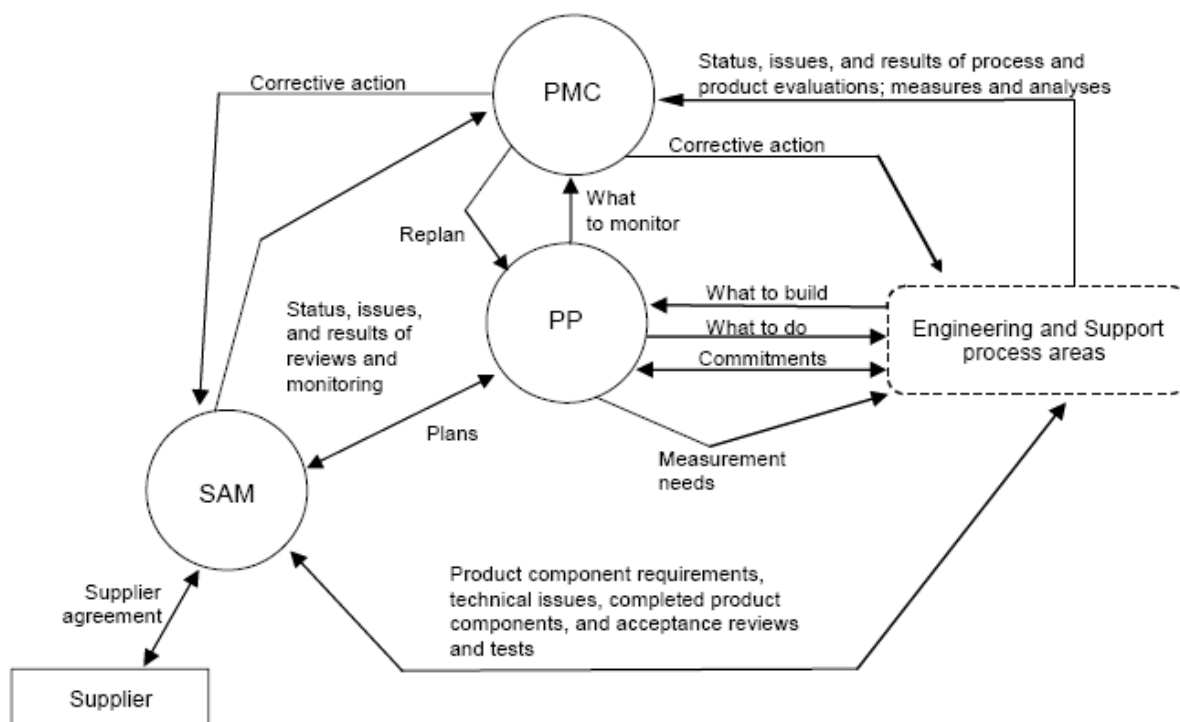 Status, issues, and results of process and
product evaluations; measures and analyses
Corrective action
PMC
Corrective action
What
to monitor
Replan
What to build
Status, issues,
and results of
reviews and
monitoring
PP
What to do
Engineering and Support
process areas
Commitments
Plans
Measurement
needs
SAM
Product component requirements,
technical issues, completed product
components, and acceptance reviews
and tests
Supplier
agreement
Supplier